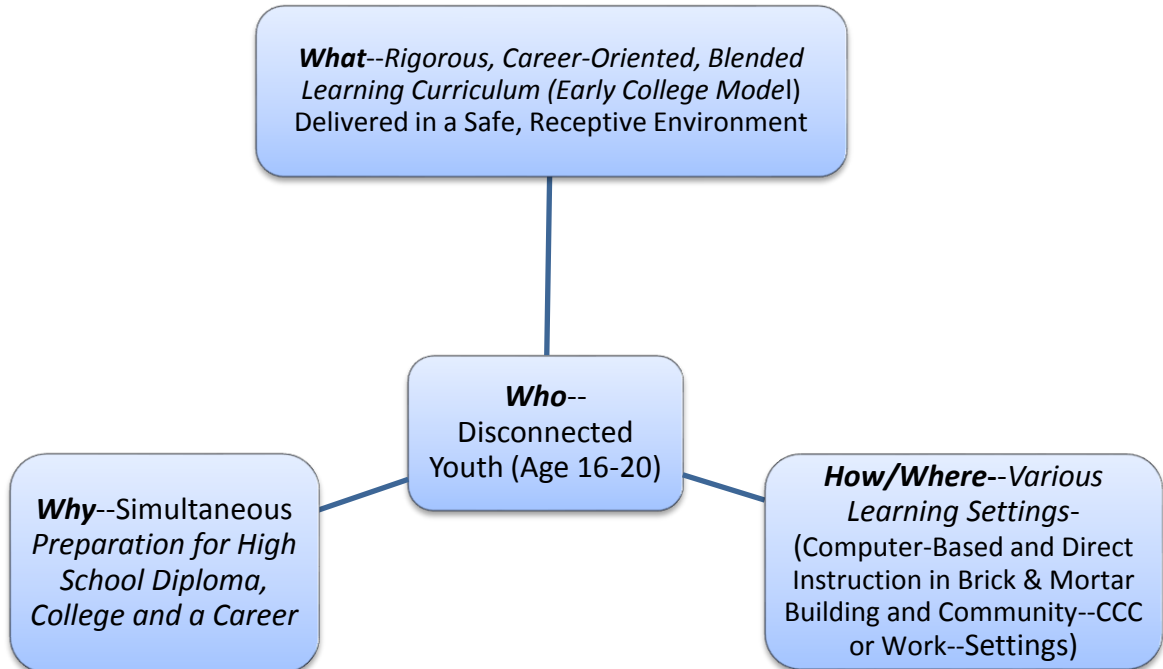 What--Rigorous, Career-Oriented, Blended
Learning Curriculum (Early College Model)
Delivered in a Safe, Receptive Environment
Who--
Disconnected
Youth (Age 16-20)
Why--Simultaneous
Preparation for High
School Diploma,
College and a Career
How/Where--Various
Learning Settings-
(Computer-Based and Direct
Instruction in Brick & Mortar
Building and Community--CCC
or Work--Settings)